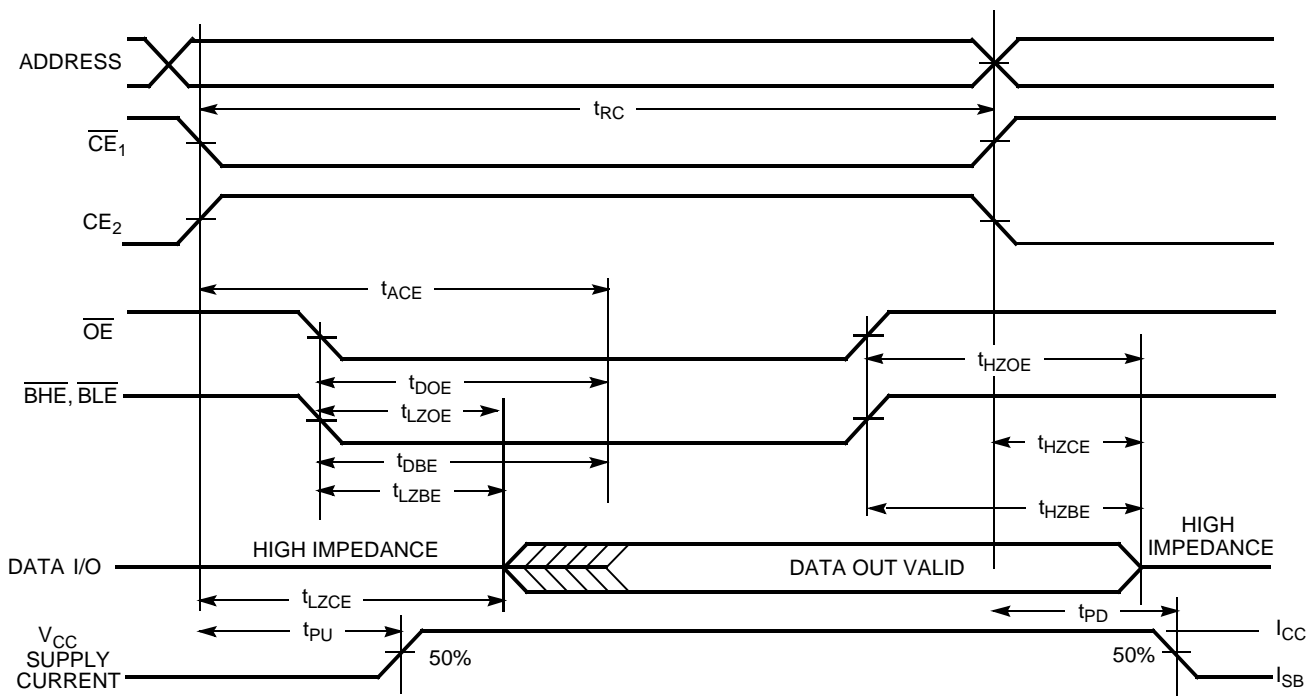 ADDRESS
tRC
CE1
CE2
tACE
OE
tHZOE
tDOE
BHE, BLE
tLZOE
tHZCE
tDBE
tLZBE
tHZBE
HIGH
IMPEDANCE
HIGH IMPEDANCE
DATA I/O
DATA OUT VALID
tLZCE
tPD
tPU
VCC
SUPPLY
CURRENT
50%
50%
ICC
ISB